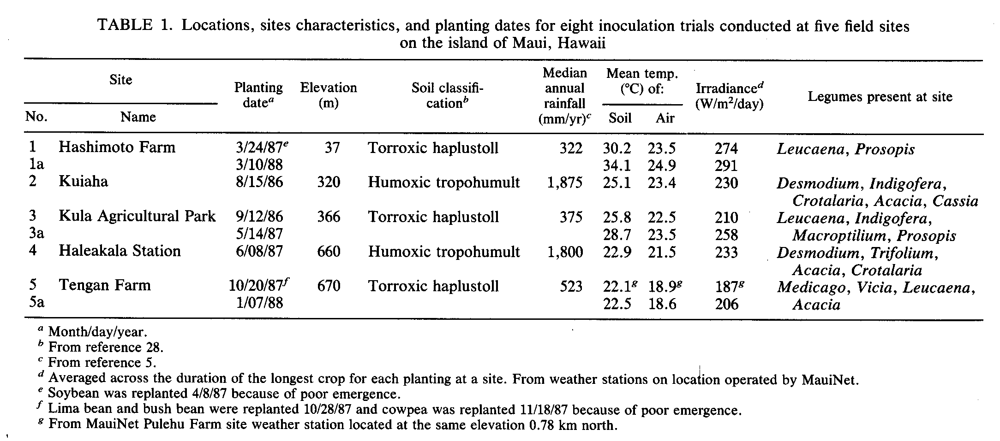 TABLE 1. Locations, sites characteristics, and planting dates for eight inoculation trials conducted at five field sites
on the island of Maui, Hawaii
Site
No. Name
Planting
date^a
Elevation
(m)
Soil classifi-
cation^b
Median
annual
rainfall
(mm/yr)^c
Mean temp.
(°C) of:
Soil Air
Irradiance^d
(W/m²/day)
Legumes present at site
1 Hashimoto Farm 3/24/87^e 37 Torroxic haplustoll 322 30.2 23.5 274 Leucaena, Prosopis
1a 3/10/88 34.1 24.9 291
2 Kuiaha 8/15/86 320 Humoxic tropohumult 1,875 25.1 23.4 230 Desmodium, Indigofera,
Crotalaria, Acacia, Cassia
3 Kula Agricultural Park 9/12/86 366 Torroxic haplustoll 375 25.8 22.5 210 Leucaena, Indigofera,
3a 5/14/87 28.7 23.5 258 Macroptilium, Prosopis
4 Haleakala Station 6/08/87 660 Humoxic tropohumult 1,800 22.9 21.5 233 Desmodium, Trifolium,
Acacia, Crotalaria
5 Tengan Farm 10/20/87^f 670 Torroxic haplustoll 523 22.1^g 18.9^g 187^g Medicago, Vicia, Leucaena,
5a 1/07/88 22.5 18.6 206 Acacia
^a Month/day/year.
^b From reference 28.
^c From reference 5.
^d Averaged across the duration of the longest crop for each planting at a site. From weather stations on location operated by MauiNet.
^e Soybean was replanted 4/8/87 because of poor emergence.
^f Lima bean and bush bean were replanted 10/28/87 and cowpea was replanted 11/18/87 because of poor emergence.
^g From MauiNet Pulehu Farm site weather station located at the same elevation 0.78 km north.